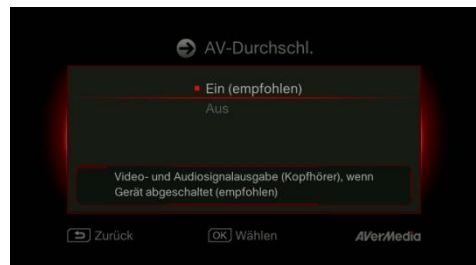 AV-Durchschl.
Ein (empfohlen)
Aus
Video- und Audiosignalausgabe (Kopfhörer), wenn
Gerät abgeschaltet (empfohlen)
Zurück OK Wählen AVerMedia